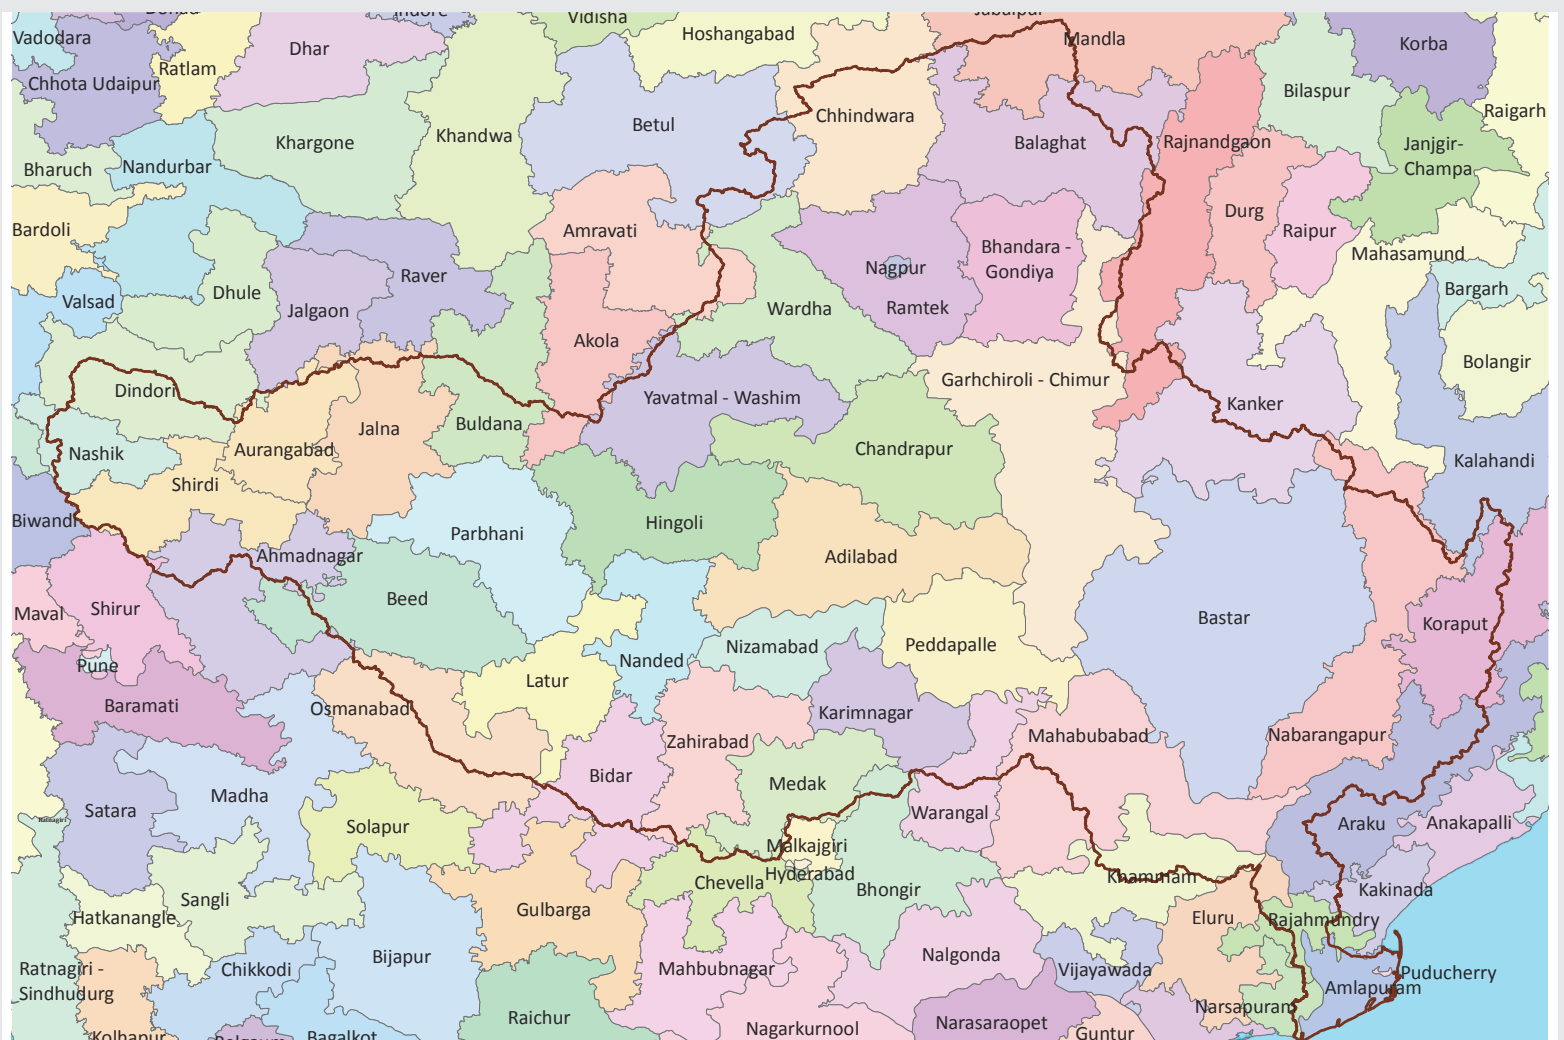 Vidisha
Vadodara
Dhar
Hoshangabad
Mandla
Korba
Ratlam
Chhota Udaipur
Bilaspur
Raigarh
Chhindwara
Betul
Khandwa
Khargone
Balaghat
Rajnandgaon
Janjgir-
Champa
Bharuch
Nandurbar
Durg
Bardoli
Amravati
Raipur
Bhandara -
Gondiya
Mahasamund
Nagpur
Raver
Dhule
Bargarh
Valsad
Jalgaon
Wardha
Ramtek
Akola
Bolangir
Garhchiroli - Chimur
Dindori
Yavatmal - Washim
Kanker
Buldana
Jalna
Nashik
Aurangabad
Chandrapur
Kalahandi
Shirdi
Biwandi
Hingoli
Parbhani
Ahmadnagar
Adilabad
Beed
Shirur
Maval
Bastar
Koraput
Nizamabad
Peddapalle
Nanded
Pune
Latur
Baramati
Osmanabad
Karimnagar
Zahirabad
Mahabubabad
Nabarangapur
Bidar
Medak
Madha
Satara
Warangal
Ratnagiri
Solapur
Araku
Anakapalli
Malkajgiri
Hyderabad
Khammam
Chevella
Bhongir
Kakinada
Sangli
Hatkanangle
Gulbarga
Eluru
Rajahmundry
Bijapur
Nalgonda
Ratnagiri -
Sindhudurg
Chikkodi
Mahbubnagar
Vijayawada
Puducherry
Amlapuram
Narsapuram
Raichur
Narasaraopet
Nagarkurnool
Guntur
Kolhapur
Bagalkot